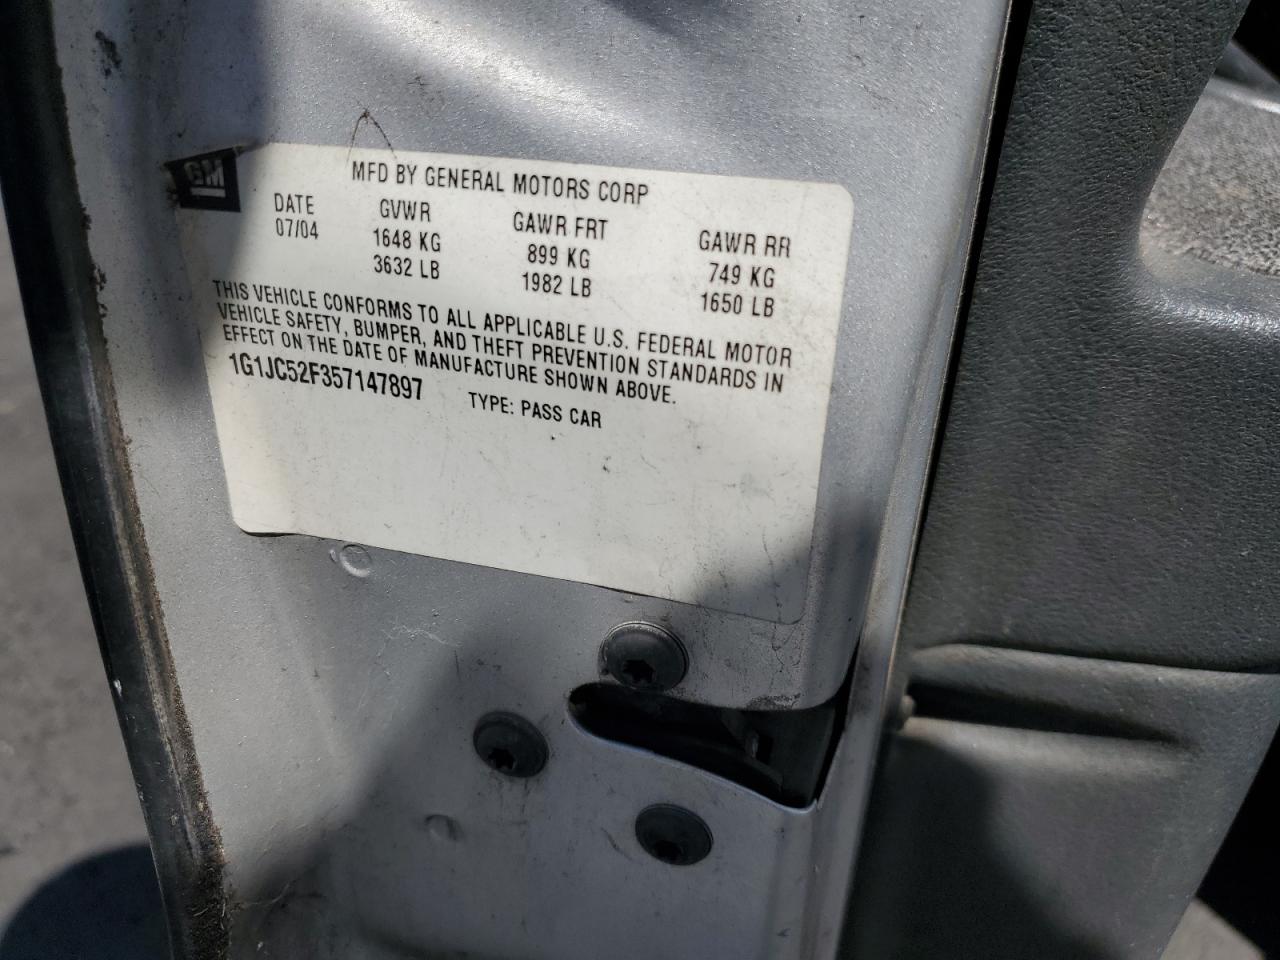 GM
MFD BY GENERAL MOTORS CORP
DATE GVWR GAWR FRT GAWR RR
07/04 1648 KG 899 KG 749 KG
3632 LB 1982 LB 1650 LB
THIS VEHICLE CONFORMS TO ALL APPLICABLE U.S. FEDERAL MOTOR
VEHICLE SAFETY, BUMPER, AND THEFT PREVENTION STANDARDS IN
EFFECT ON THE DATE OF MANUFACTURE SHOWN ABOVE.
1G1JC52F357147897 TYPE: PASS CAR